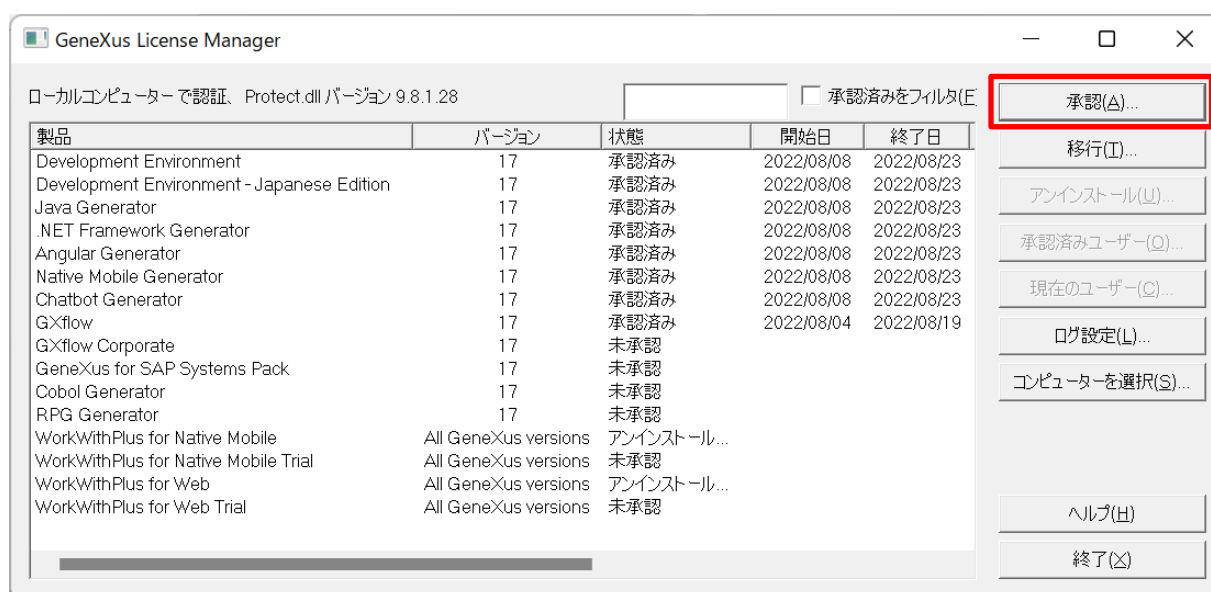 GeneXus License Manager
ローカルコンピューター で認証、 Protect.dll バージョン 9.8.1.28
承認済みをフィルタ(F
承認(A)...
製品 バージョン 状態 開始日 終了日
移行(T)...
Development Environment 17 承認済み 2022/08/08 2022/08/23
Development Environment - Japanese Edition 17 承認済み 2022/08/08 2022/08/23
アンインストール(U)...
Java Generator 17 承認済み 2022/08/08 2022/08/23
.NET Framework Generator 17 承認済み 2022/08/08 2022/08/23
承認済みユーザー(O)...
Angular Generator 17 承認済み 2022/08/08 2022/08/23
Native Mobile Generator 17 承認済み 2022/08/08 2022/08/23
現在のユーザー(C)...
Chatbot Generator 17 承認済み 2022/08/08 2022/08/23
GXflow 17 承認済み 2022/08/04 2022/08/19
ログ設定(L)...
GXflow Corporate 17 未承認
GeneXus for SAP Systems Pack 17 未承認
コンピューターを選択(S)...
Cobol Generator 17 未承認
RPG Generator 17 未承認
WorkWithPlus for Native Mobile All GeneXus versions アンインストール...
WorkWithPlus for Native Mobile Trial All GeneXus versions 未承認
WorkWithPlus for Web All GeneXus versions アンインストール...
WorkWithPlus for Web Trial All GeneXus versions 未承認
ヘルプ(H)
終了(X)